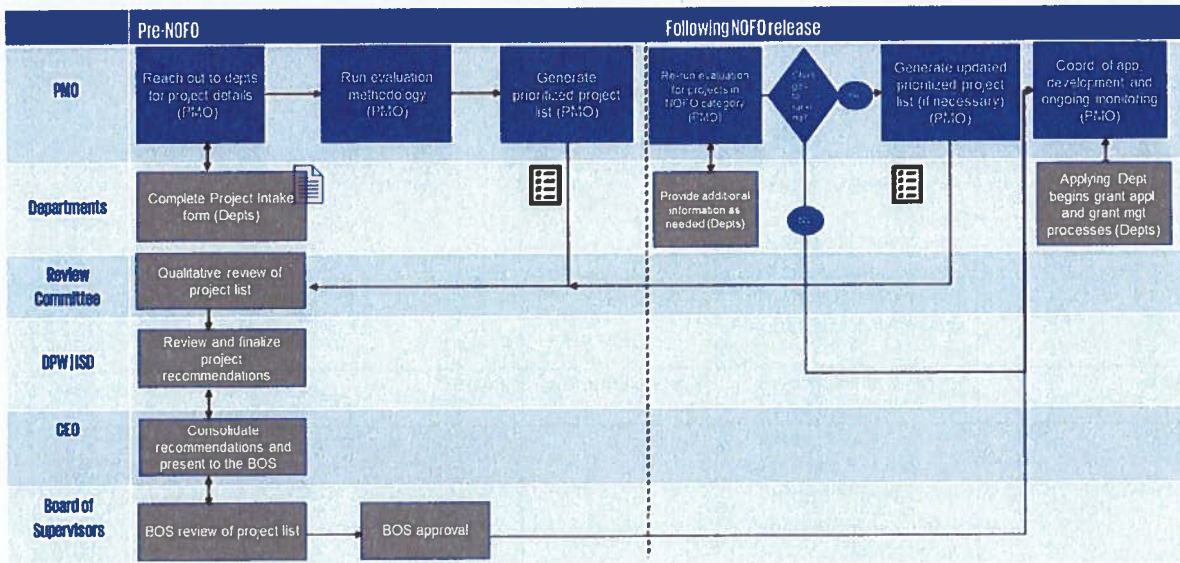 Pre-NOFO
Following NOFO release
PMO
Reach out to depts
for project details
(PMO)
Run evaluation
methodology
(PMO)
Generate
prioritized project
list (PMO)
Re-run evaluation
for projects in
NOFO category
(PMO)
Generate updated
prioritized project
list (if necessary)
(PMO)
Coord of app.
development and
ongoing monitoring
(PMO)
Departments
Complete Project Intake
form (Depts)
Provide additional
information as
needed (Depts)
No
Applying Dept
begins grant appl
and grant mgt
processes (Depts)
Review
Committee
Qualitative review of
project list
DPW | ISD
Review and finalize
project
recommendations
CEO
Consolidate
recommendations and
present to the BOS
Board of
Supervisors
BOS review of project list
BOS approval